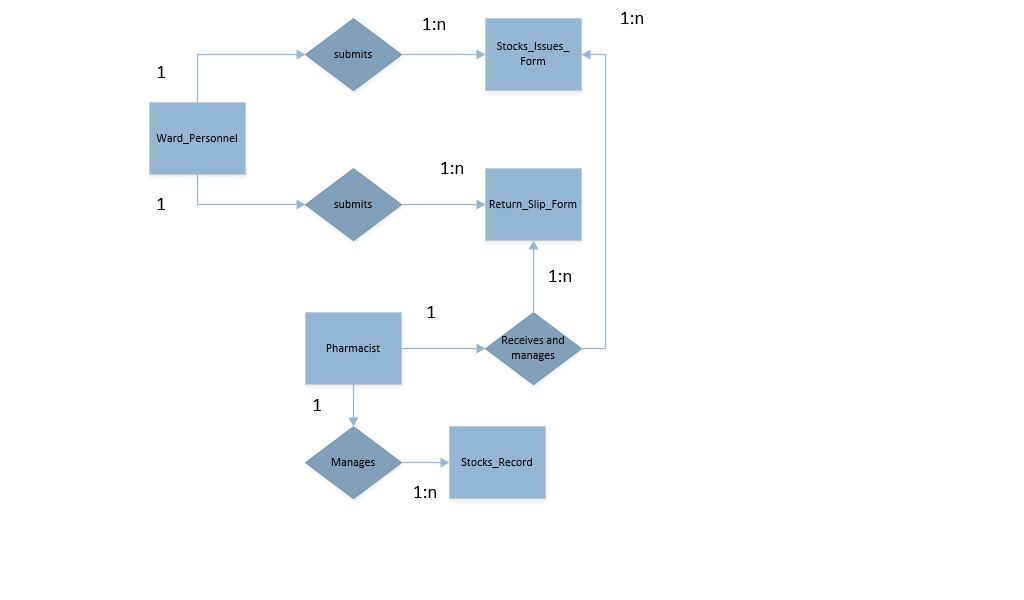 1:n
1:n
submits
Stocks_Issues_
Form
1
Ward_Personnel
1:n
1
submits
Return_Slip_Form
1:n
1
Pharmacist
Receives and
manages
1
Manages
Stocks_Record
1:n